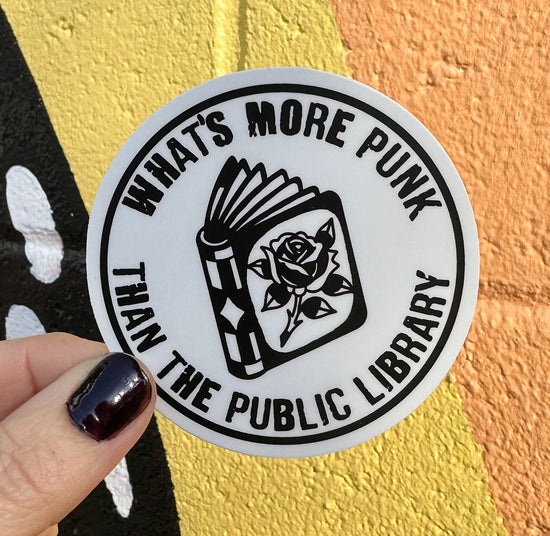 WHAT'S MORE PUNK
THAN THE PUBLIC LIBRARY